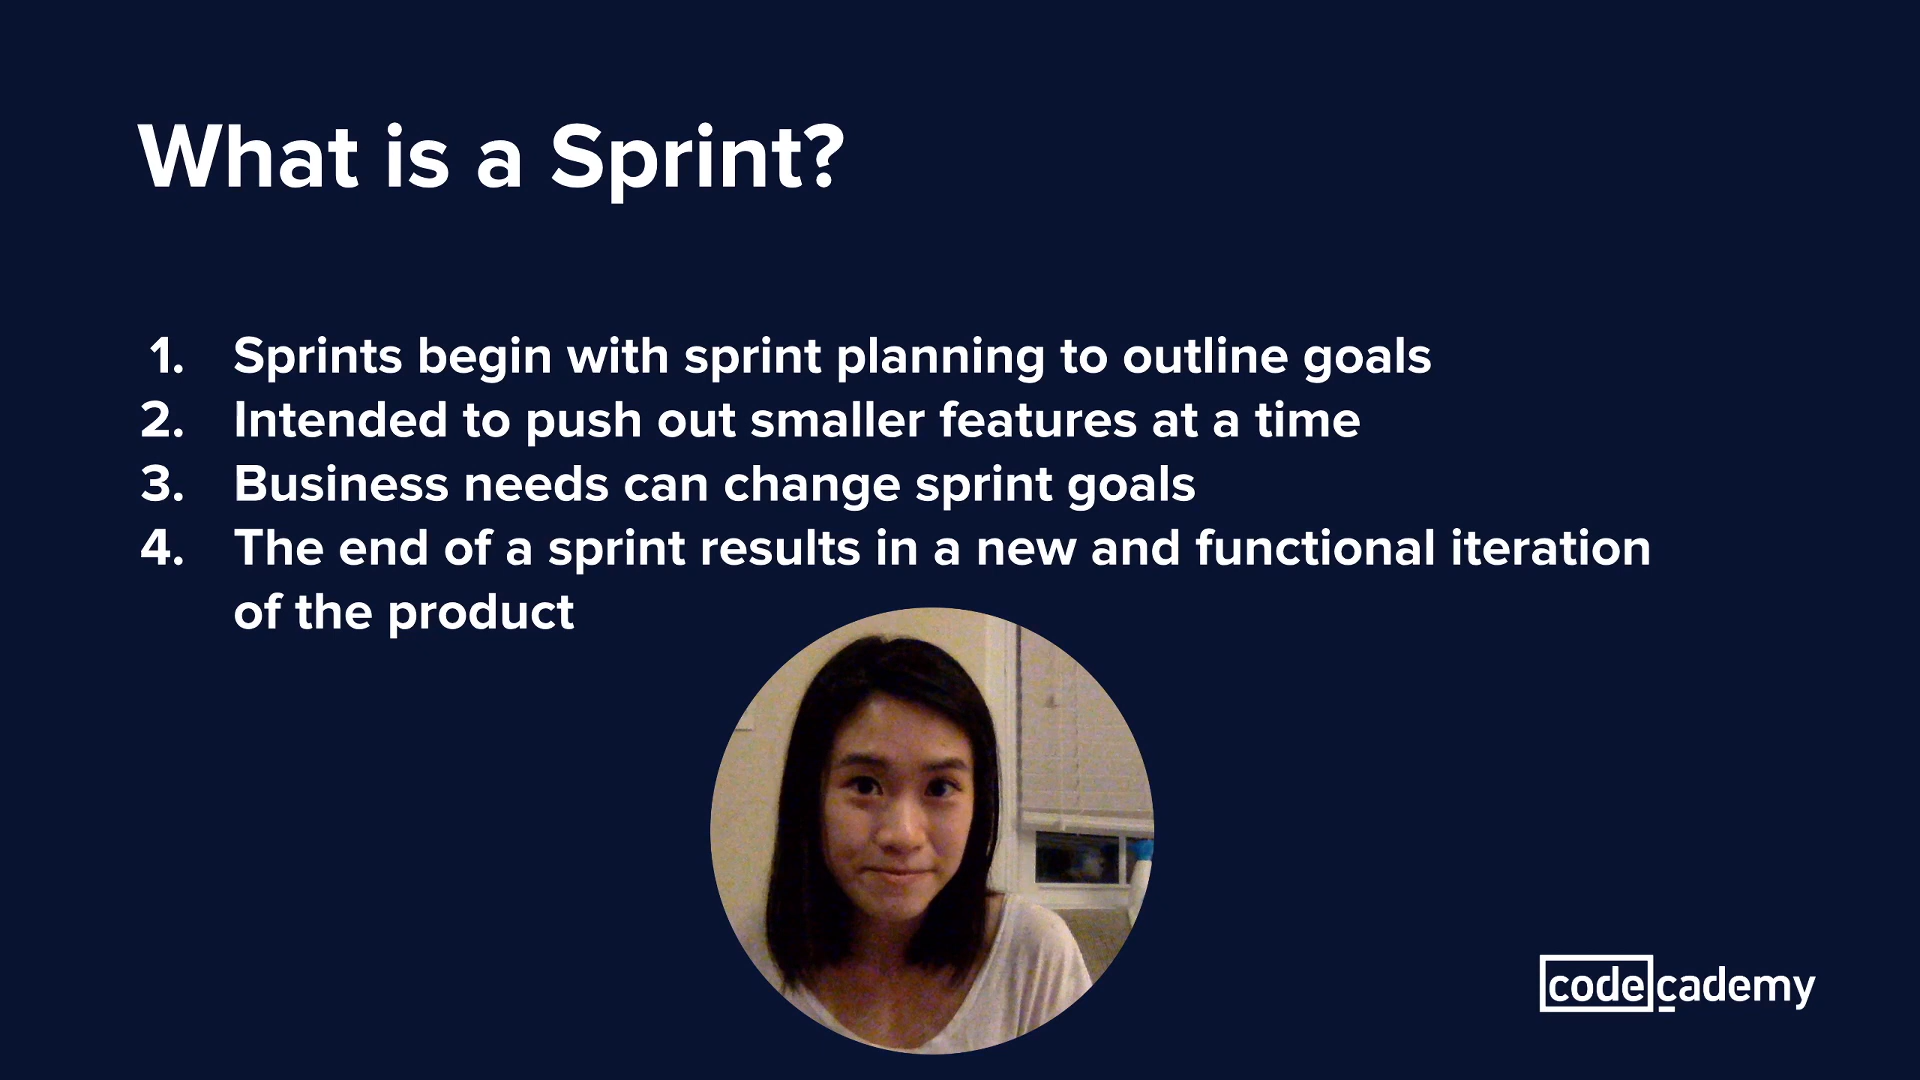 What is a Sprint?
1. Sprints begin with sprint planning to outline goals
2. Intended to push out smaller features at a time
3. Business needs can change sprint goals
4. The end of a sprint results in a new and functional iteration
of the product
codecademy